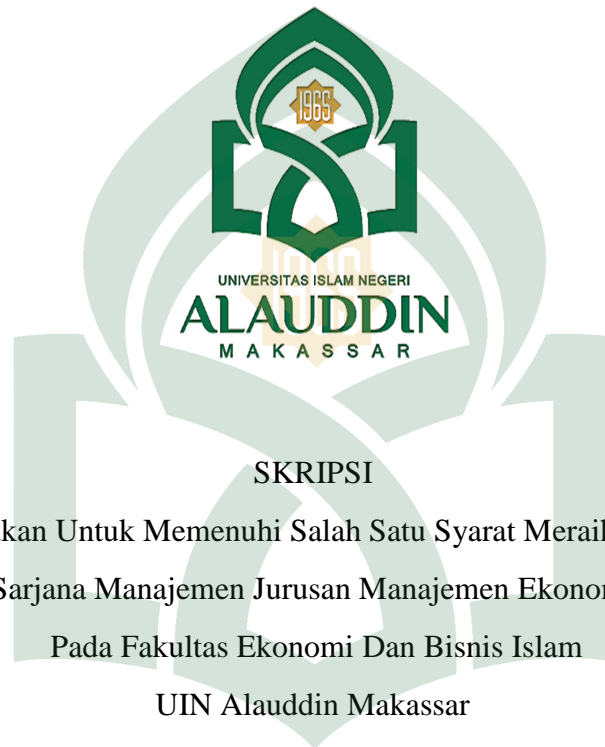 1965
UNIVERSITAS ISLAM NEGERI
ALAUDDIN
MAKASSAR
SKRIPSI
Untuk Memenuhi Salah Satu Syarat
Sarjana Manajemen Jurusan Manajemen
Pada Fakultas Ekonomi Dan Bisnis Islam
UIN Alauddin Makassar